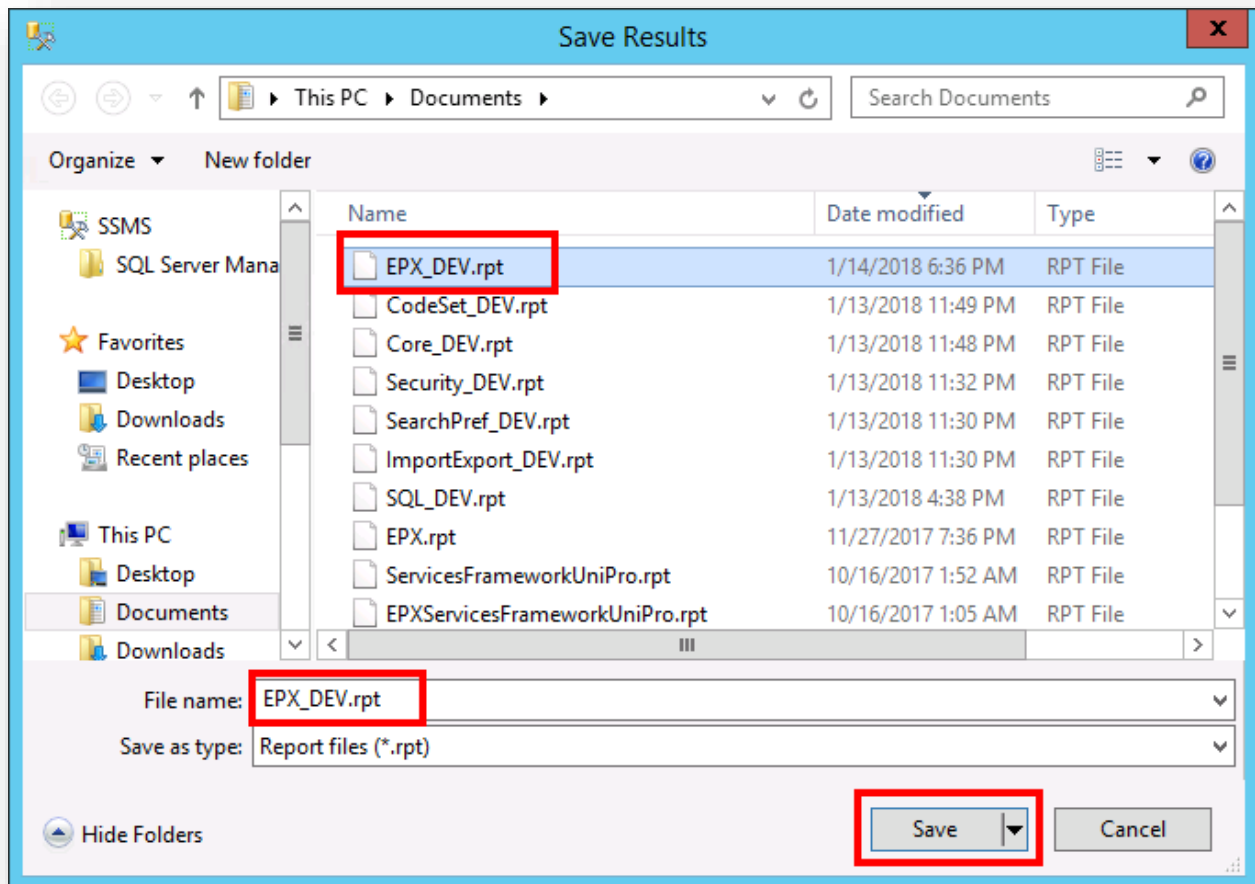 Save Results
x
This PC Documents
Search Documents
Organize New folder
SSMS
SQL Server Mana
Favorites
Desktop
Downloads
Recent places
This PC
Desktop
Documents
Downloads
Name Date modified Type
EPX_DEV.rpt 1/14/2018 6:36 PM RPT File
CodeSet_DEV.rpt 1/13/2018 11:49 PM RPT File
Core_DEV.rpt 1/13/2018 11:48 PM RPT File
Security_DEV.rpt 1/13/2018 11:32 PM RPT File
SearchPref_DEV.rpt 1/13/2018 11:30 PM RPT File
ImportExport_DEV.rpt 1/13/2018 11:30 PM RPT File
SQL_DEV.rpt 1/13/2018 4:38 PM RPT File
EPX.rpt 11/27/2017 7:36 PM RPT File
ServicesFrameworkUniPro.rpt 10/16/2017 1:52 AM RPT File
EPXServicesFrameworkUniPro.rpt 10/16/2017 1:05 AM RPT File
File name: EPX_DEV.rpt
Save as type: Report files (*.rpt)
Hide Folders
Save
Cancel